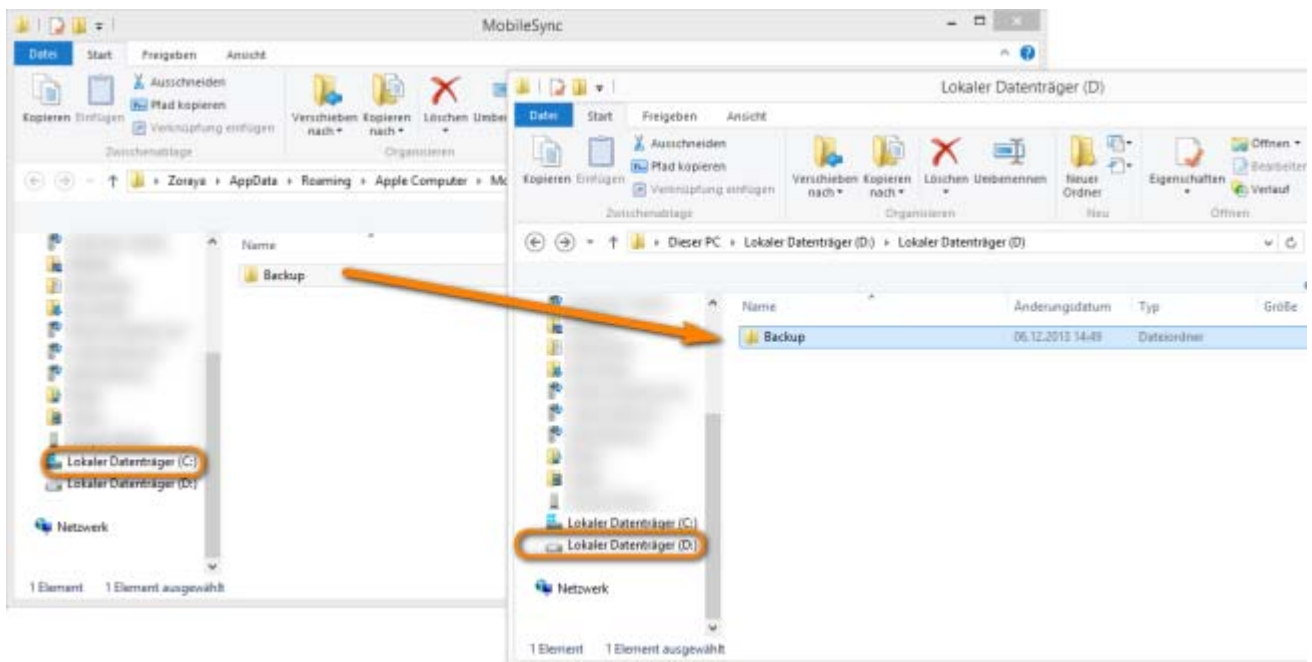 MobileSync
Datei Start Freigeben Ansicht
Kopieren Einfügen
Ausschneiden
Pfad kopieren
Verknüpfung einfügen
Verschieben nach
Kopieren nach
Löschen
Zwischenablage Organisieren
Zoraya Roaming AppData Apple Computer
Name
Backup
Lokaler Datenträger (C:)
Lokaler Datenträger (D:)
Netzwerk
1 Element 1 Element ausgewählt
Lokaler Datenträger (D)
Datei Start Freigeben Ansicht
Kopieren Einfügen
Ausschneiden
Pfad kopieren
Verknüpfung einfügen
Verschieben nach
Kopieren nach
Löschen Umbenennen
Neuer Ordner
Eigenschaften
Öffnen
Bearbeiten
Verlauf
Zwischenablage Organisieren Neu Öffnen
Dieser PC Lokaler Datenträger (D:) Lokaler Datenträger (D)
Name Änderungsdatum Typ Größe
Backup 06.12.2013 14:49 Dateiordner
Lokaler Datenträger (C:)
Lokaler Datenträger (D:)
Netzwerk
1 Element 1 Element ausgewählt